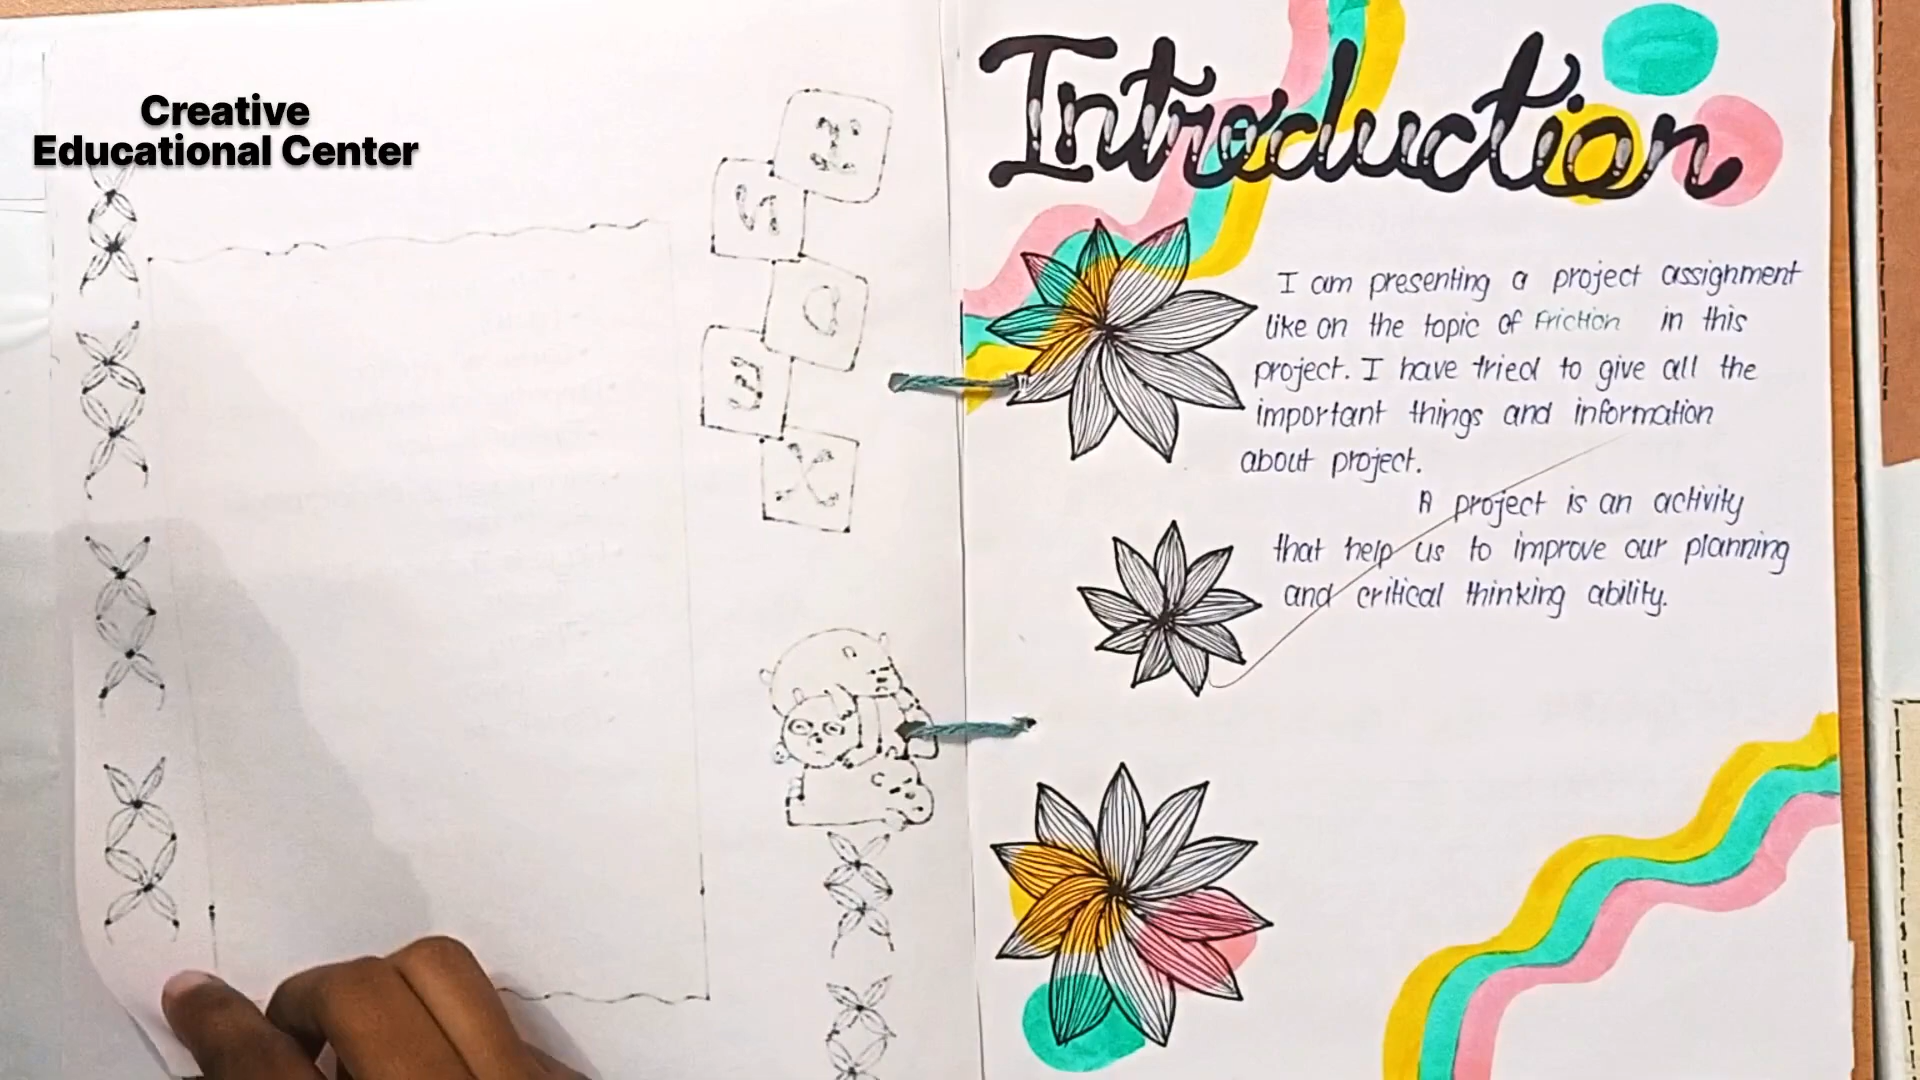 Creative
Educational Center
Introduction
I am presenting a project assignment
like on the topic of Friction in this
project. I have tried to give all the
important things and information
about project.
A project is an activity
that help us to improve our planning
and critical thinking ability.